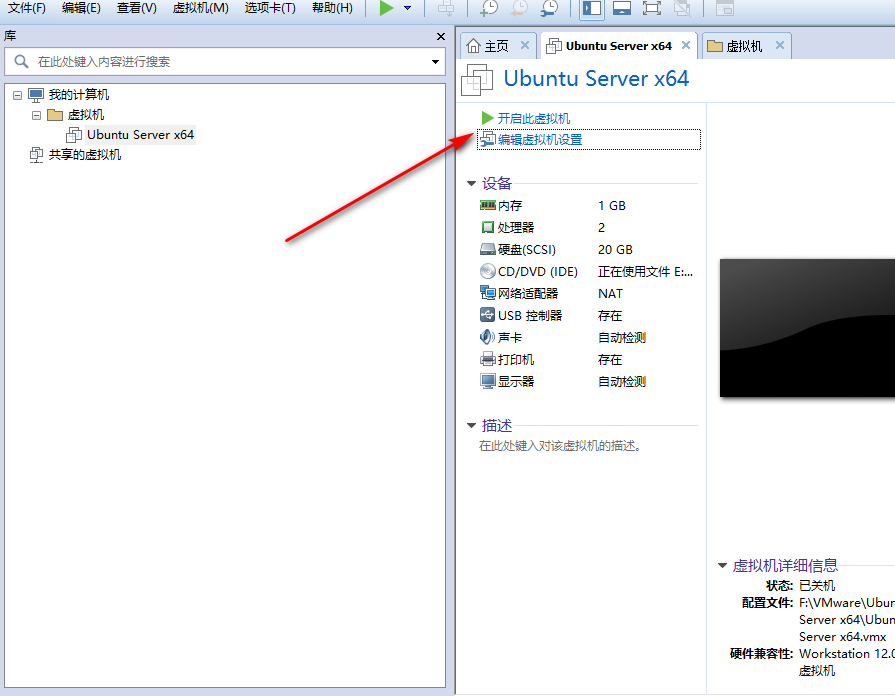 文件(F) 编辑(E) 查看(V) 虚拟机(M) 选项卡(T) 帮助(H)
库
在此处键入内容进行搜索
我的计算机
虚拟机
Ubuntu Server x64
共享的虚拟机
主页 Ubuntu Server x64 虚拟机
Ubuntu Server x64
开启此虚拟机
编辑虚拟机设置
设备
内存 1 GB
处理器 2
硬盘(SCSI) 20 GB
CD/DVD (IDE) 正在使用文件 E:...
网络适配器 NAT
USB 控制器 存在
声卡 自动检测
打印机 存在
显示器 自动检测
描述
在此处键入对该虚拟机的描述。
虚拟机详细信息
状态: 已关机
配置文件: F:\VMware\Ubun
Server x64\Ubun
Server x64.vmx
硬件兼容性: Workstation 12.0
虚拟机